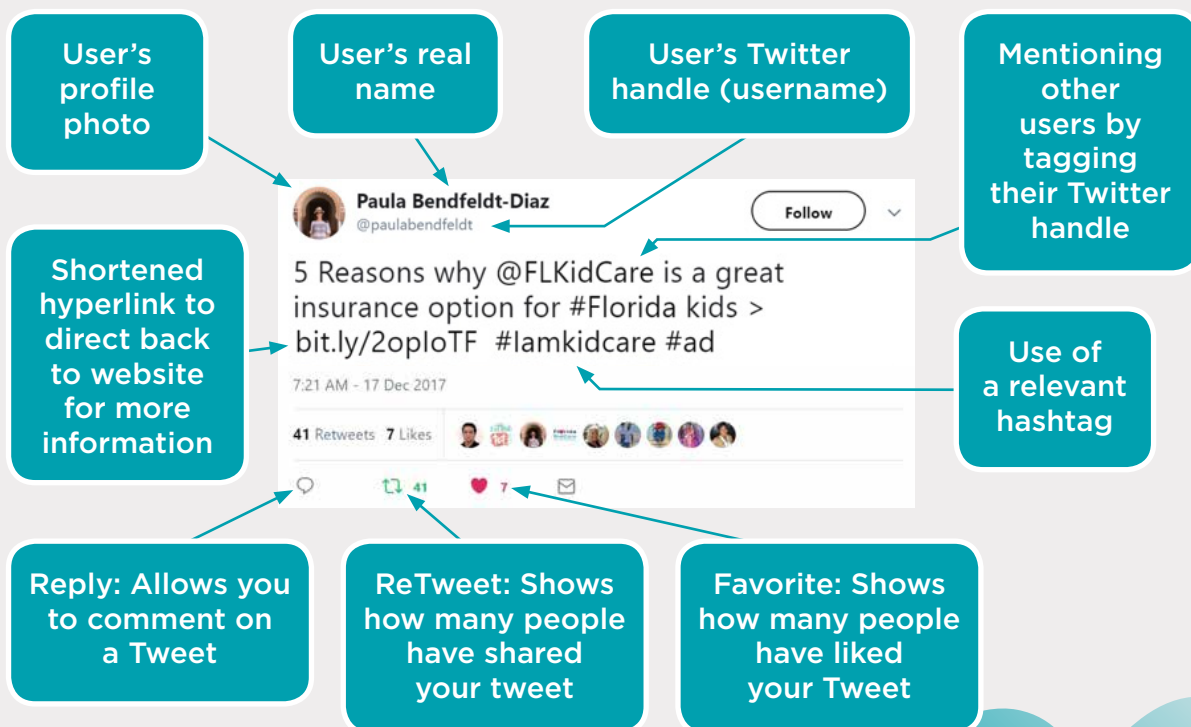 User’s
profile
photo
User’s real
name
User’s Twitter
handle (username)
Mentioning
other
users by
tagging
their Twitter
handle
Paula Bendfeldt-Diaz
@paulabendfeldt
Follow
5 Reasons why @FLKidCare is a great
insurance option for #Florida kids >
bit.ly/2opIoTF #Iamkidcare #ad
7:21 AM - 17 Dec 2017
41 Retweets 7 Likes
41 7
Shortened
hyperlink to
direct back
to website
for more
information
Use of
a relevant
hashtag
Reply: Allows you
to comment on
a Tweet
ReTweet: Shows
how many people
have shared
your tweet
Favorite: Shows
how many people
have liked
your Tweet